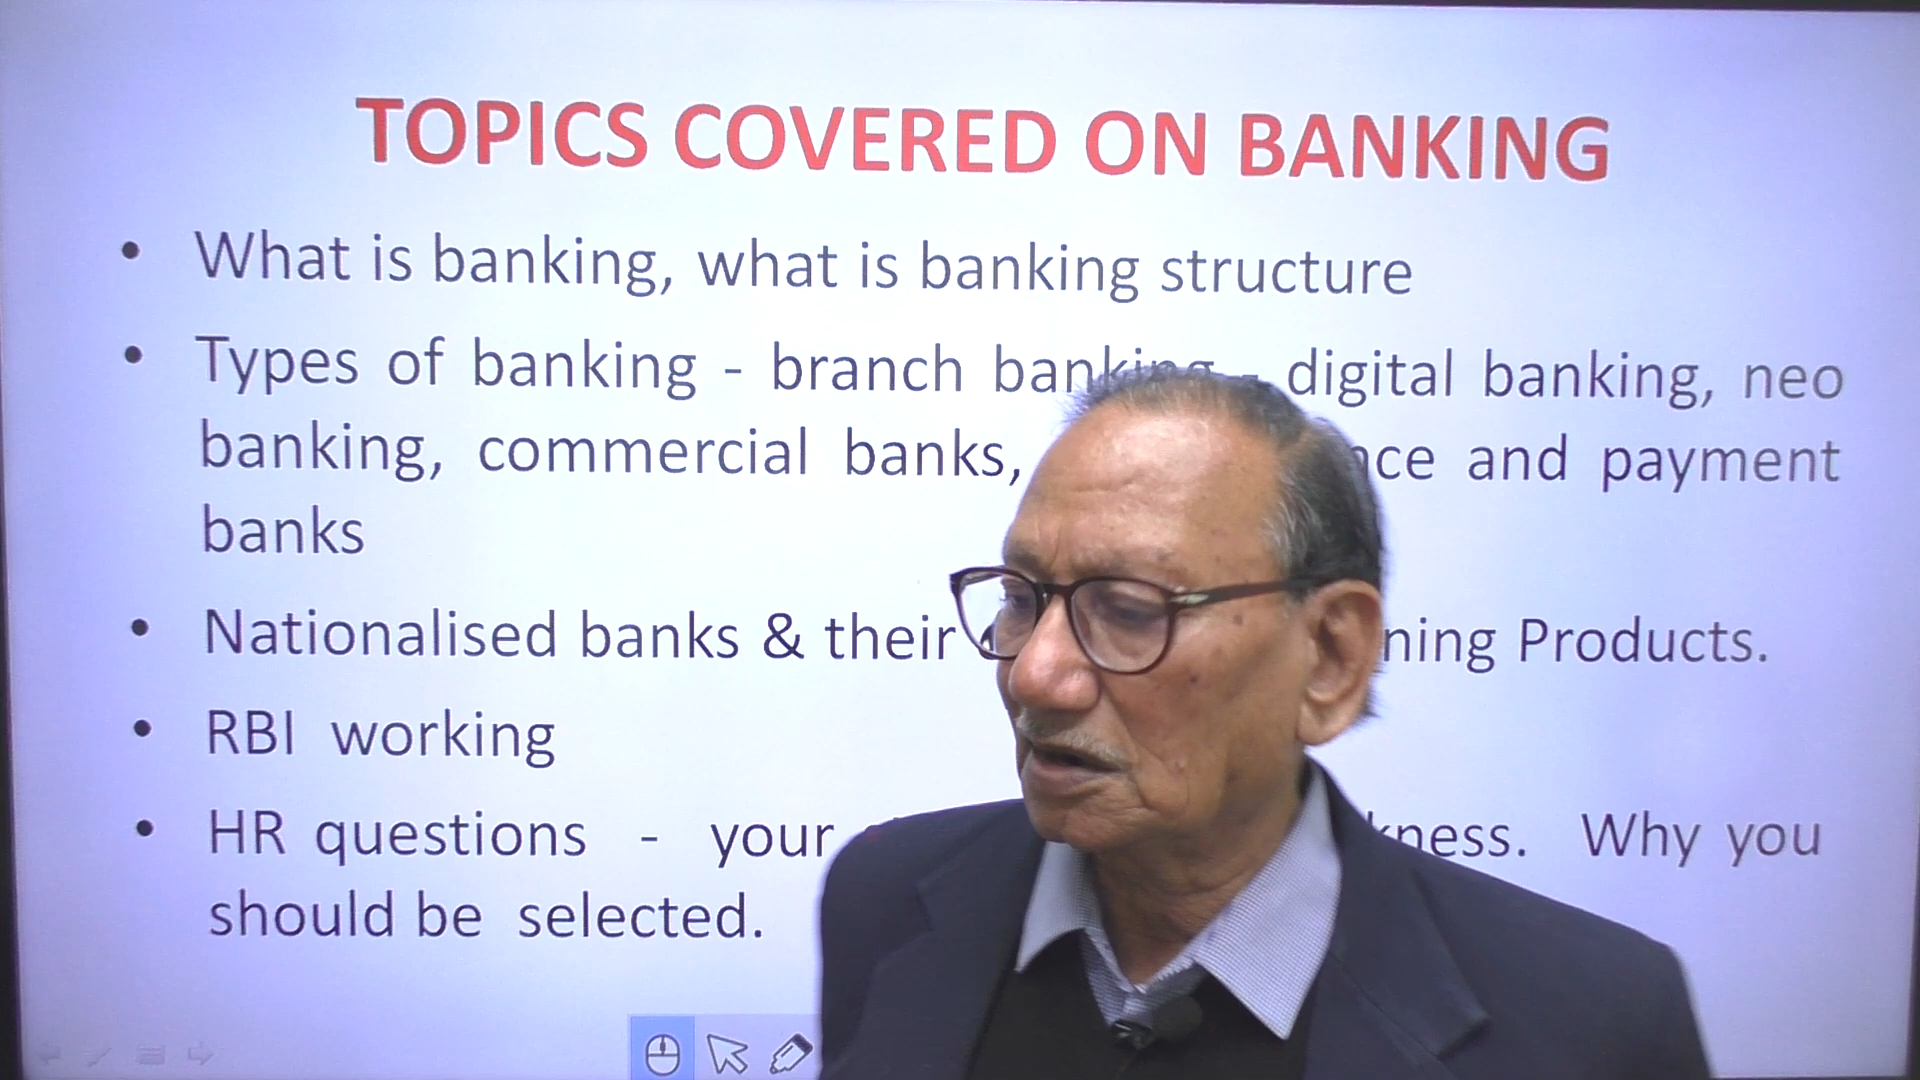 TOPICS COVERED ON BANKING
• What is banking, what is banking structure
• Types of banking - branch banking - digital banking, neo
banking, commercial banks, and payment
banks
• Nationalised banks & their Products.
• RBI working
• HR questions - your Why you
should be selected.